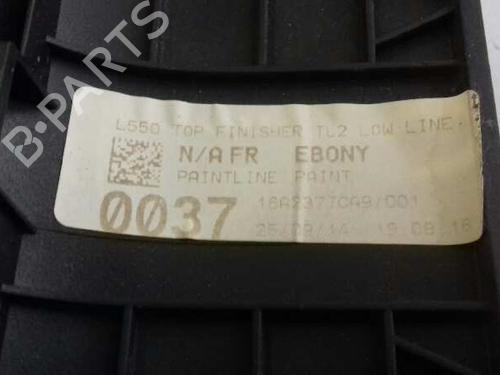 L550 TOP FINISHER TL2 LOW LINE.
N/A FR EBONY
PAINTLINE PAINT
0037
B-PARTS